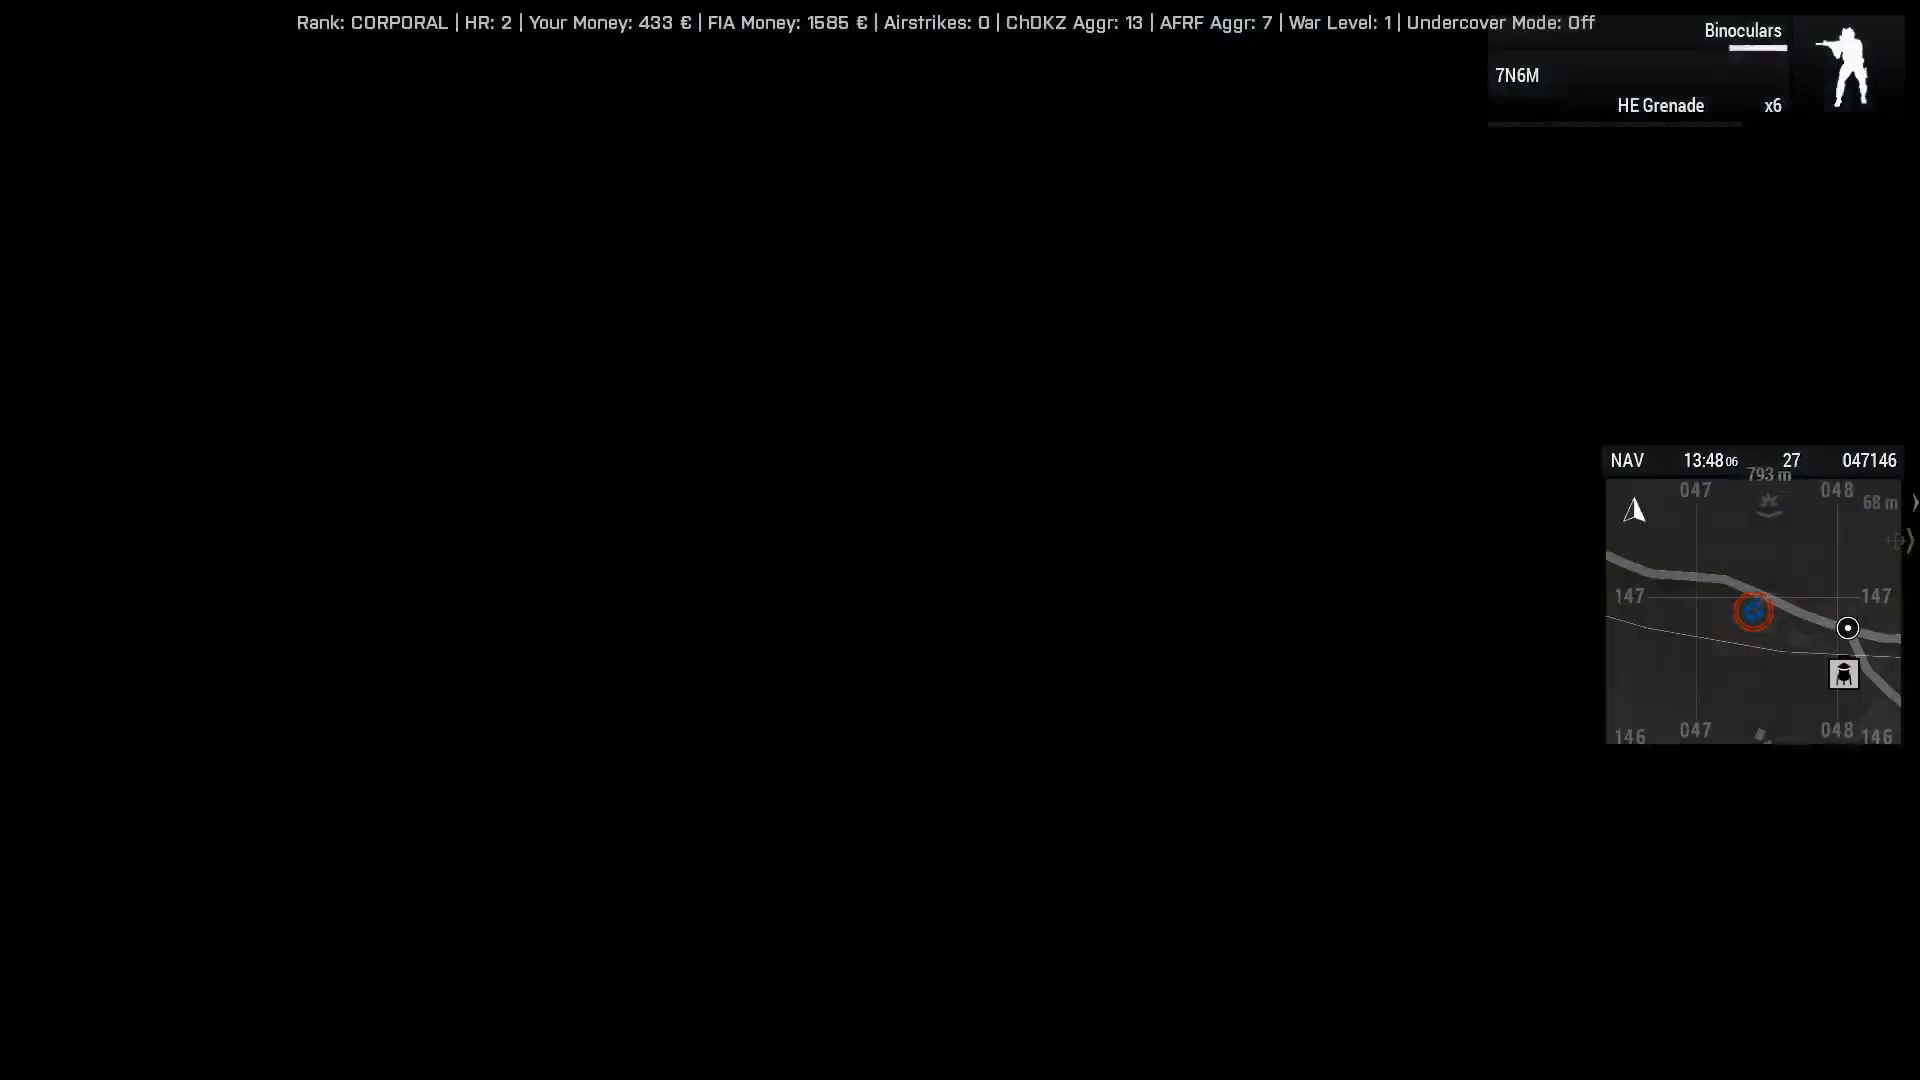 Rank: CORPORAL | HR: 2 | Your Money: 433 € | FIA Money: 1585 € | Airstrikes: 0 | ChDKZ Aggr: 13 | AFRF Aggr: 7 | War Level: 1 | Undercover Mode: Off
Binoculars
7N6M
HE Grenade x6
NAV 13:48 06 27 047146
793 m
047 048 68 m
147 147
047 048
146 146